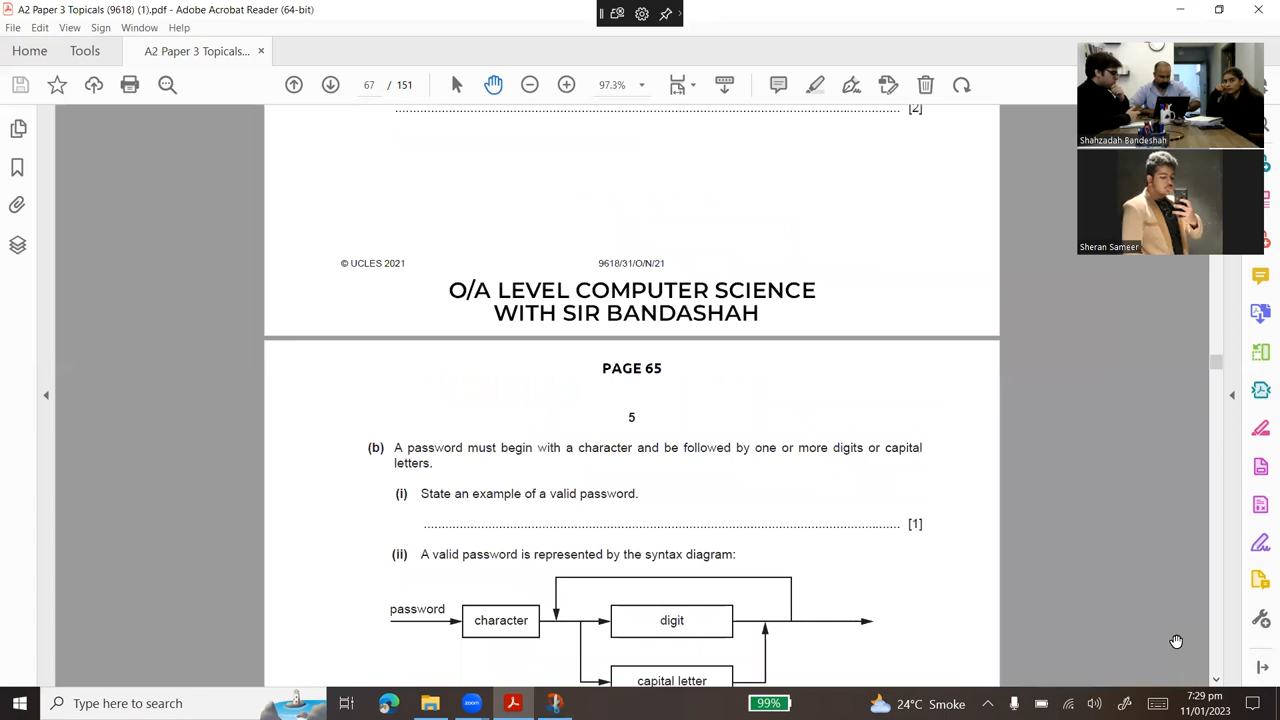 A2 Paper 3 Topicals (9618) (1).pdf - Adobe Acrobat Reader (64-bit)
File Edit View Sign Window Help
Home Tools A2 Paper 3 Topicals... ×
67 / 151 97.3%
[2]
Shahzadah Bandeshah
Sheran Sameer
© UCLES 2021 9618/31/O/N/21
O/A LEVEL COMPUTER SCIENCE
WITH SIR BANDASHAH
PAGE 65
5
(b) A password must begin with a character and be followed by one or more digits or capital
letters.
(i) State an example of a valid password.
[1]
(ii) A valid password is represented by the syntax diagram:
password
character digit
capital letter
Type here to search
zoom
99%
24°C Smoke
7:29 pm
11/01/2023